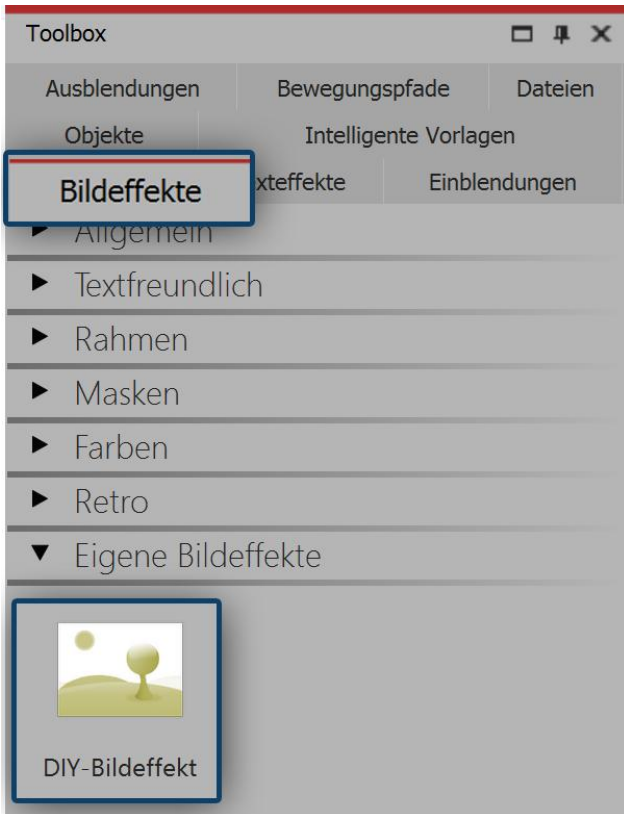 Toolbox
Ausblendungen Bewegungspfade Dateien
Objekte Intelligente Vorlagen
Bildeffekte xteffekte Einblendungen
Allgemein
Textfreundlich
Rahmen
Masken
Farben
Retro
Eigene Bildeffekte
DIY-Bildeffekt